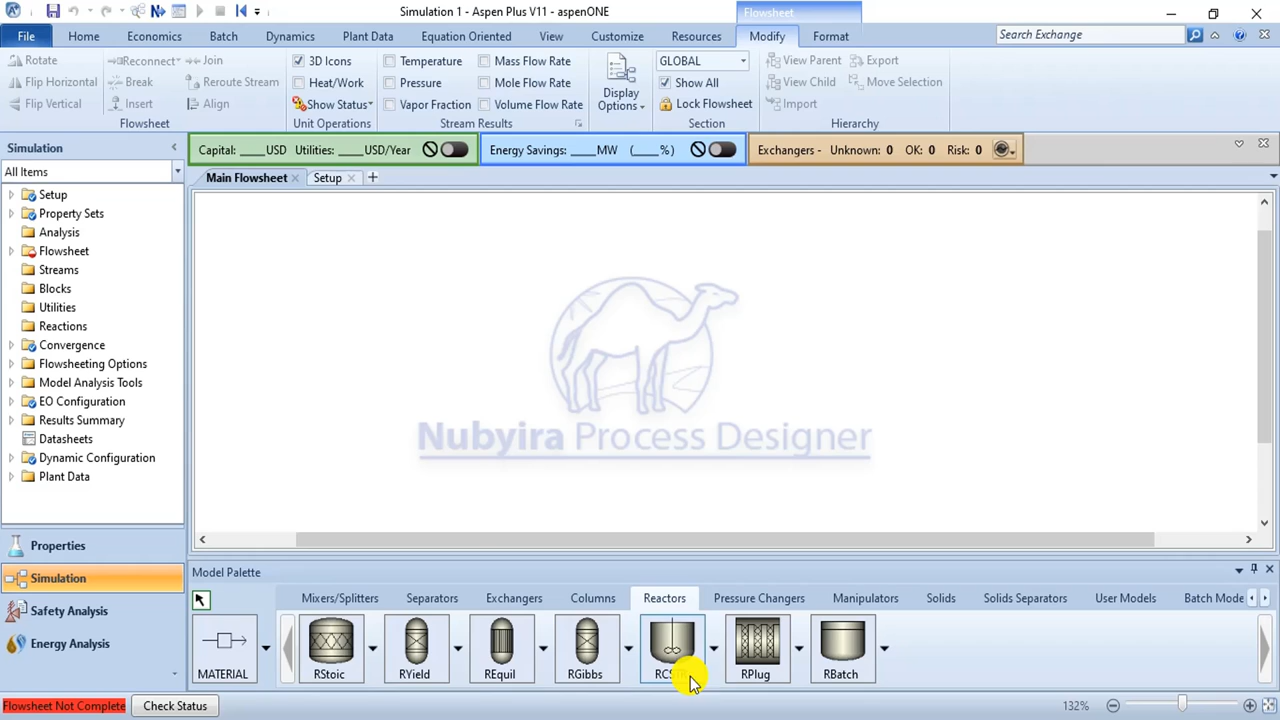 Simulation 1 - Aspen Plus V11 - aspenONE
Flowsheet
File Home Economics Batch Dynamics Plant Data Equation Oriented View Customize Resources Modify Format Search Exchange
Rotate
Flip Horizontal
Flip Vertical
Reconnect
Break
Insert
Join
Reroute Stream
Align
Flowsheet
3D Icons
Heat/Work
Show Status
Unit Operations
Temperature
Pressure
Vapor Fraction
Mass Flow Rate
Mole Flow Rate
Volume Flow Rate
Stream Results
Display
Options
GLOBAL
Show All
Lock Flowsheet
Section
View Parent
View Child
Import
Export
Move Selection
Hierarchy
Simulation
All Items
Capital: ____USD Utilities: ____USD/Year
Energy Savings: ____MW (____%)
Exchangers - Unknown: 0 OK: 0 Risk: 0
Main Flowsheet
Setup
Setup
Property Sets
Analysis
Flowsheet
Streams
Blocks
Utilities
Reactions
Convergence
Flowsheeting Options
Model Analysis Tools
EO Configuration
Results Summary
Datasheets
Dynamic Configuration
Plant Data
Properties
Simulation
Safety Analysis
Energy Analysis
Nubyira Process Designer
Model Palette
Mixers/Splitters Separators Exchangers Columns Reactors Pressure Changers Manipulators Solids Solids Separators User Models Batch Mode
MATERIAL RStoic RYield REquil RGibbs RPlug RBatch
Flowsheet Not Complete Check Status 132%